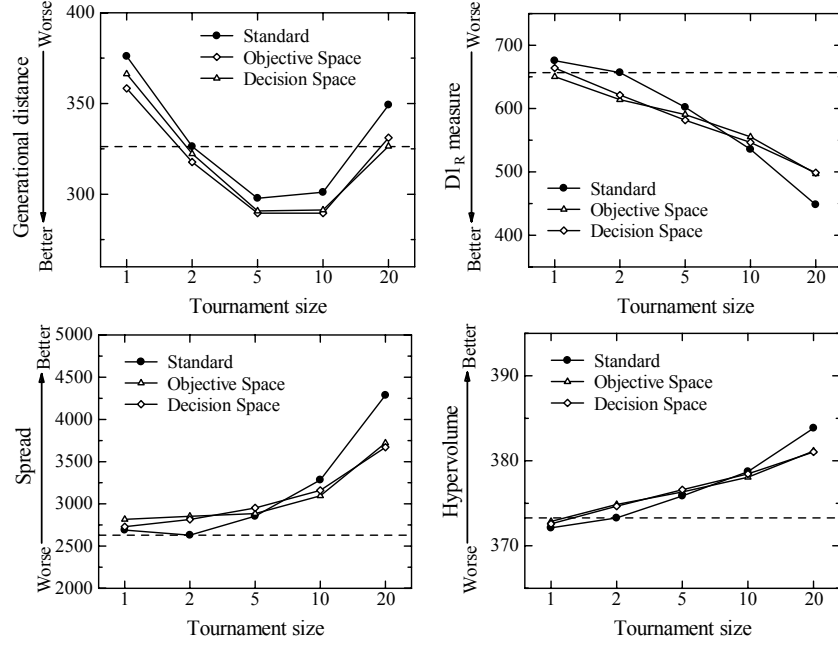 400
350
300
Generational distance
Worse
Better
Standard
Objective Space
Decision Space
1 2 5 10 20
Tournament size
700
600
500
400
D1R measure
Worse
Better
Standard
Objective Space
Decision Space
1 2 5 10 20
Tournament size
5000
4500
4000
3750
3250
3000
2500
2000
Spread
Better
Worse
Standard
Objective Space
Decision Space
1 2 5 10 20
Tournament size
390
380
370
Hypervolume
Better
Worse
Standard
Objective Space
Decision Space
1 2 5 10 20
Tournament size